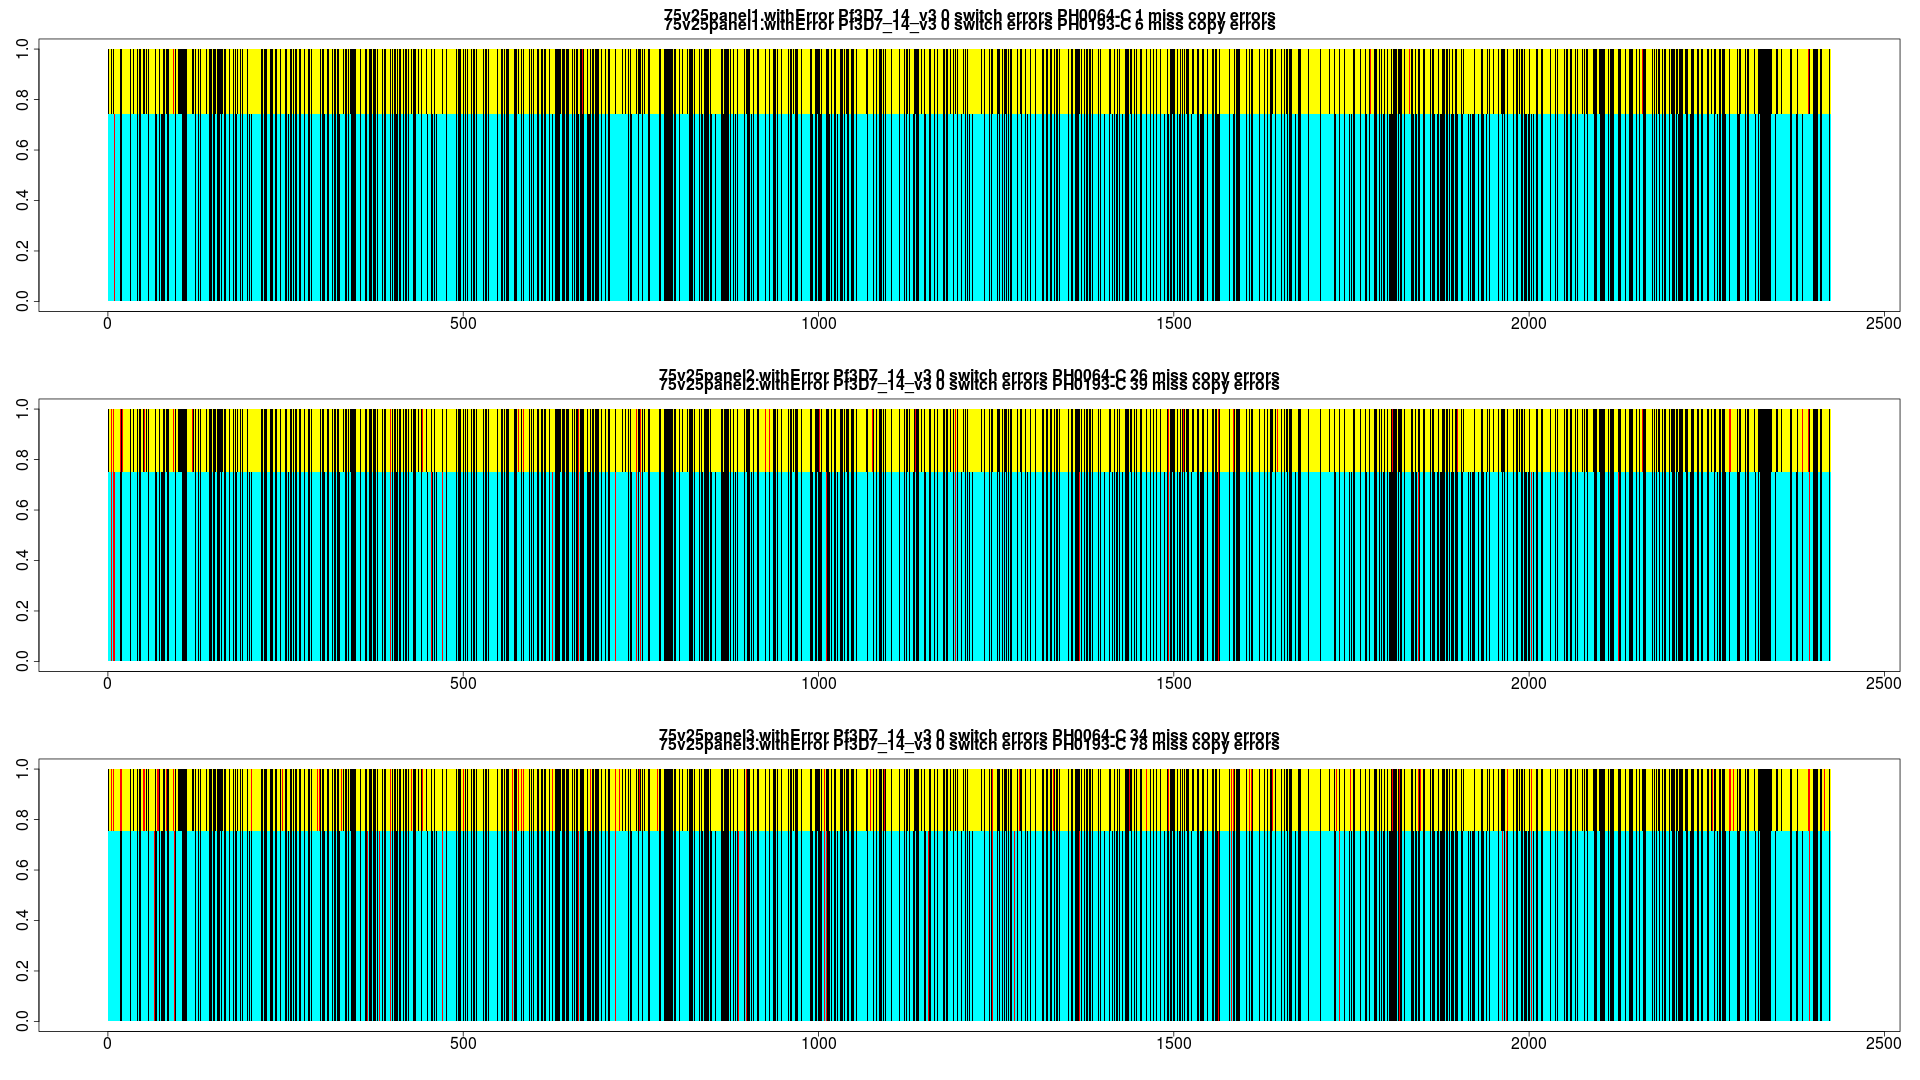 75v25panel1.withError Pf3D7_14_v3 0 switch errors PH0064-C 1 miss copy errors
75v25panel1.withError Pf3D7_14_v3 0 switch errors PH0193-C 6 miss copy errors
1.0
0.8
0.6
0.4
0.2
0.0
0 500 1000 1500 2000 2500
75v25panel2.withError Pf3D7_14_v3 0 switch errors PH0064-C 26 miss copy errors
75v25panel2.withError Pf3D7_14_v3 0 switch errors PH0193-C 39 miss copy errors
1.0
0.8
0.6
0.4
0.2
0.0
0 500 1000 1500 2000 2500
75v25panel3.withError Pf3D7_14_v3 0 switch errors PH0064-C 34 miss copy errors
75v25panel3.withError Pf3D7_14_v3 0 switch errors PH0193-C 78 miss copy errors
1.0
0.8
0.6
0.4
0.2
0.0
0 500 1000 1500 2000 2500